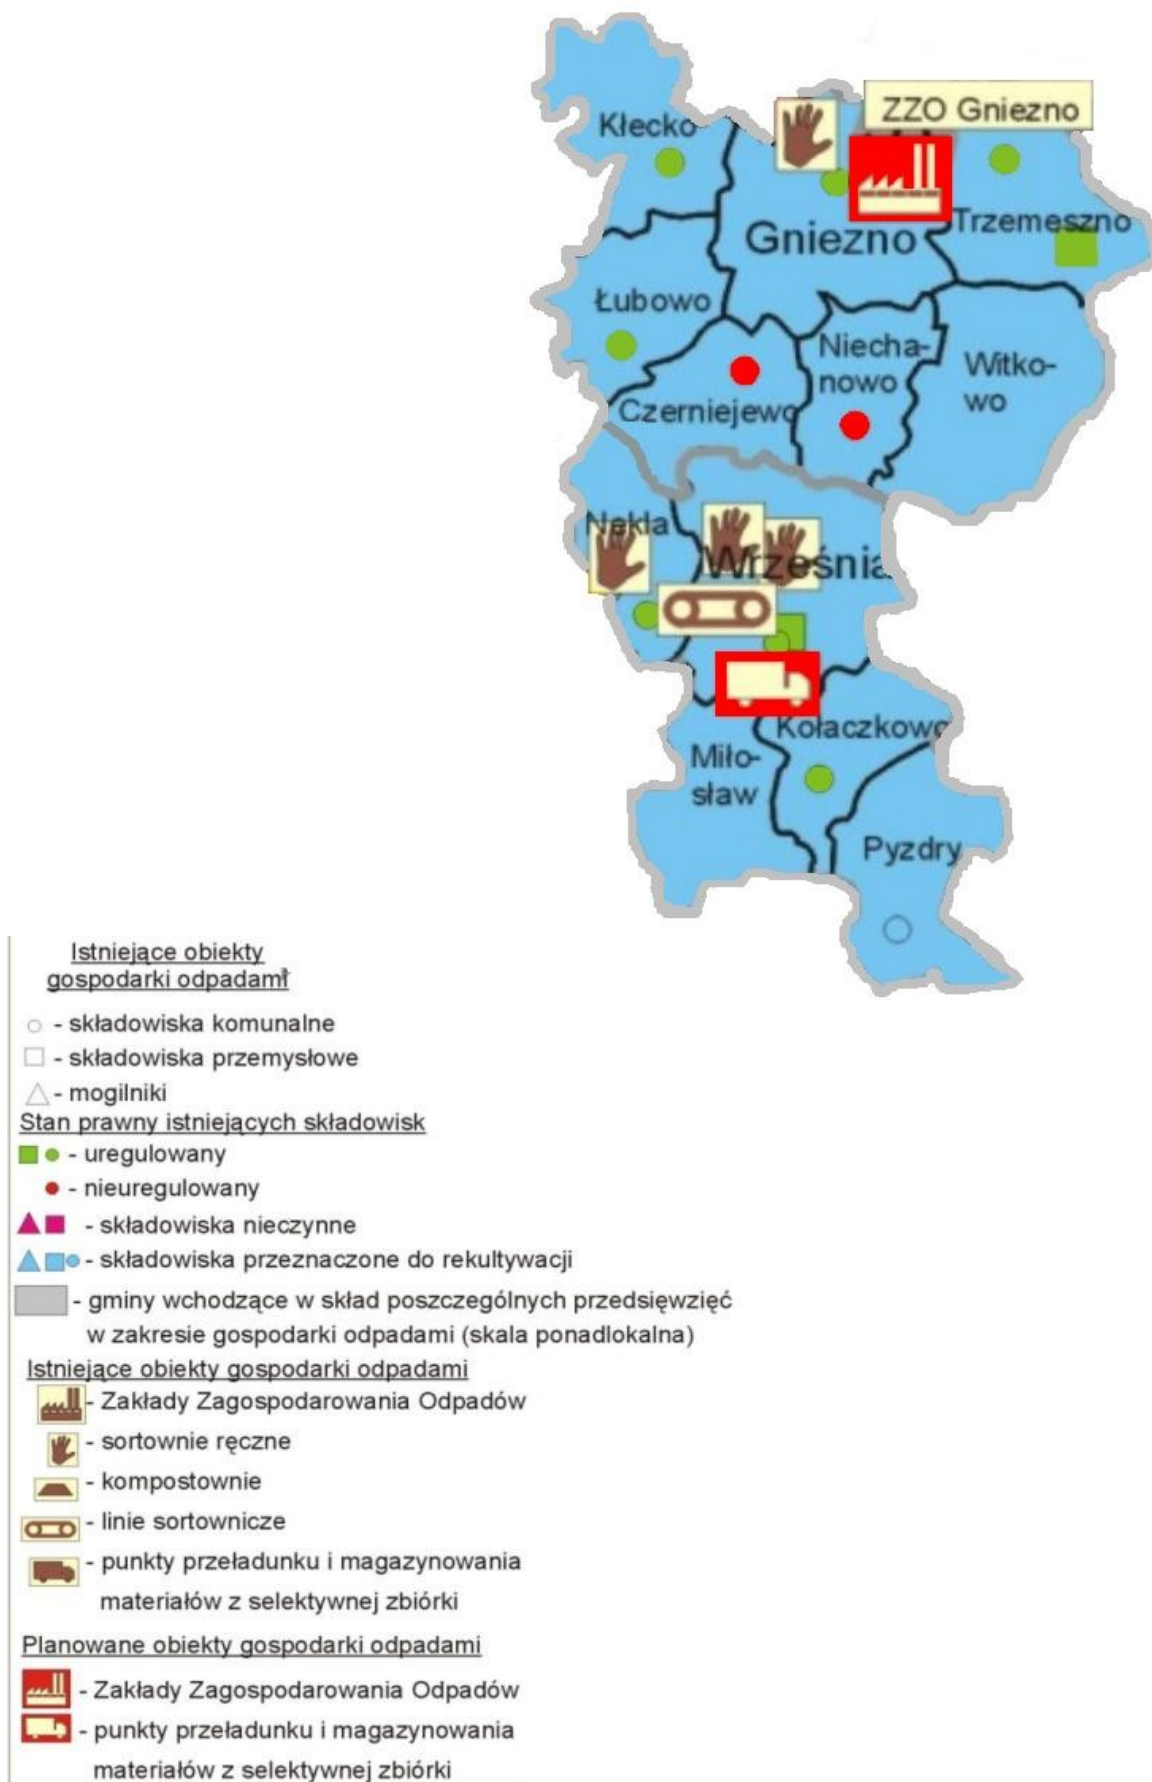 ZZO Gniezno
Kłecko
Trzemeszno
Gniezno
Łubowo
Niecha-
nowo
Witko-
wo
Czerniejewo
Nekla
Września
Kołaczkowo
Miło-
sław
Pyzdry
Istniejące obiekty
gospodarki odpadami
- składowiska komunalne
- składowiska przemysłowe
- mogilniki
Stan prawny istniejących składowisk
- uregulowany
- nieuregulowany
- składowiska nieczynne
- składowiska przeznaczone do rekultywacji
- gminy wchodzące w skład poszczególnych przedsięwzięć
w zakresie gospodarki odpadami (skala ponadlokalna)
Istniejące obiekty gospodarki odpadami
- Zakłady Zagospodarowania Odpadów
- sortownie ręczne
- kompostownie
- linie sortownicze
- punkty przeładunku i magazynowania
materiałów z selektywnej zbiórki
Planowane obiekty gospodarki odpadami
- Zakłady Zagospodarowania Odpadów
- punkty przeładunku i magazynowania
materiałów z selektywnej zbiórki